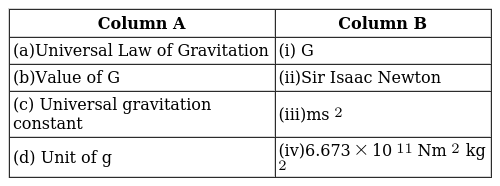 Column A Column B
(a)Universal Law of Gravitation (i) G
(b)Value of G (ii)Sir Isaac Newton
(c) Universal gravitation
constant (iii)ms 2
(d) Unit of g (iv)6.673 × 10 11 Nm 2 kg
2